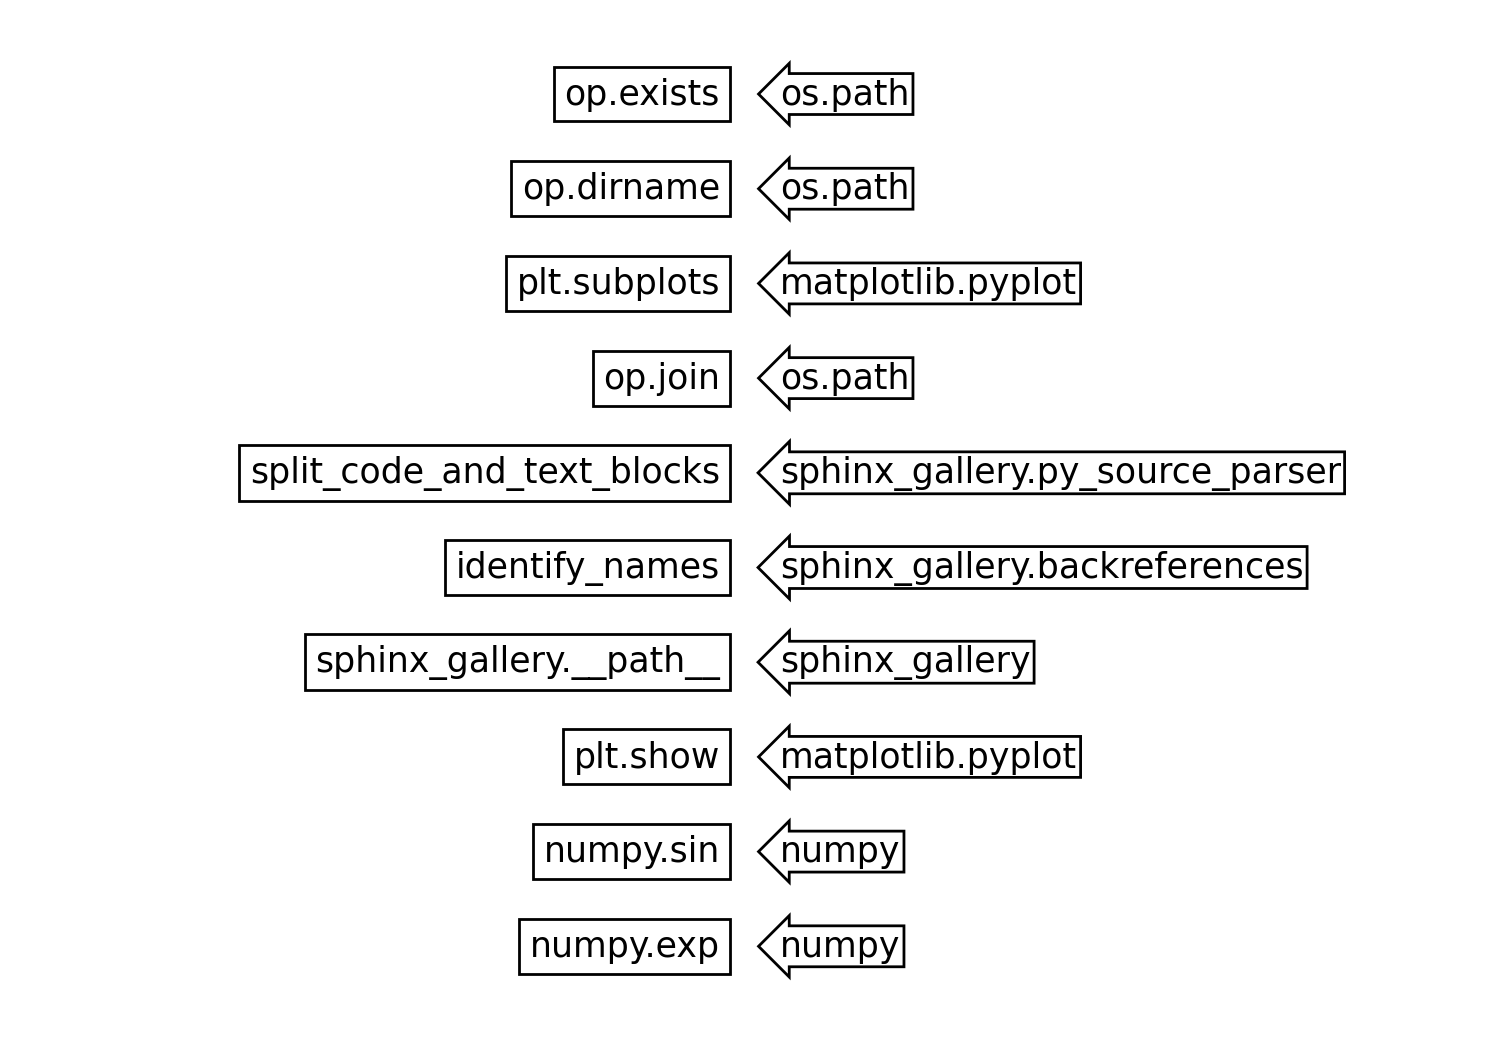 op.exists os.path
op.dirname os.path
plt.subplots matplotlib.pyplot
op.join os.path
split_code_and_text_blocks sphinx_gallery.py_source_parser
identify_names sphinx_gallery.backreferences
sphinx_gallery.__path__ sphinx_gallery
plt.show matplotlib.pyplot
numpy.sin numpy
numpy.exp numpy